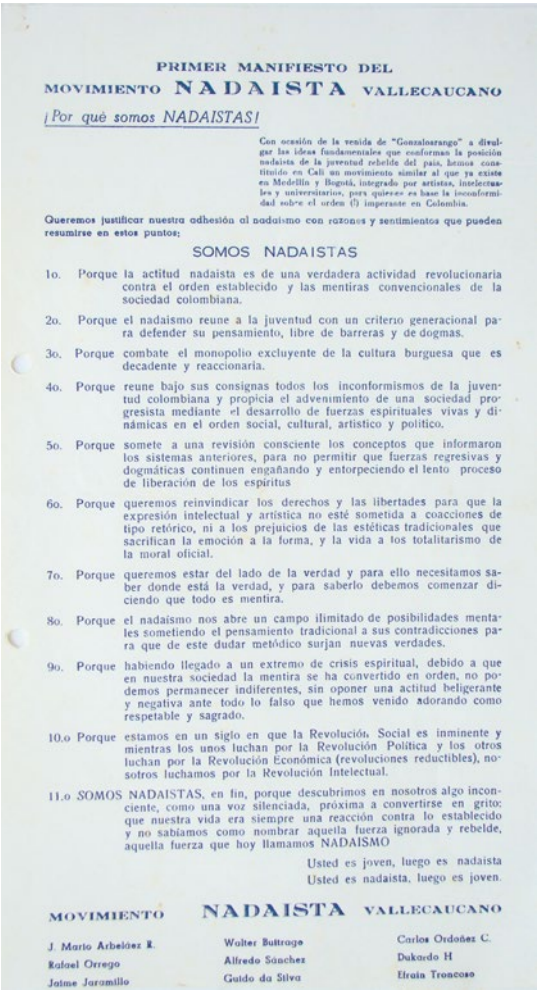 PRIMER MANIFIESTO DEL
MOVIMIENTO NADAISTA VALLECAUCANO
¡Por qué somos NADAISTAS!
Con ocasión de la venida de "Gonzaloarango" a divul-
gar las ideas fundamentales que conforman la posición
nadaista de la juventud rebelde del país, hemos cons-
tituído en Cali un movimiento similar al que ya existe
en Medellín y Bogotá, integrado por artistas, intelectua-
les y universitarios, para quienes es base la inconformi-
dad sobre el orden (!) imperante en Colombia.
Queremos justificar nuestra adhesión al nadaismo con razones y sentimientos que pueden
resumirse en estos puntos;
SOMOS NADAISTAS
1o. Porque la actitud nadaista es de una verdadera actividad revolucionaria
contra el orden establecido y las mentiras convencionales de la
sociedad colombiana.
2o. Porque el nadaismo reune a la juventud con un criterio generacional pa-
ra defender su pensamiento, libre de barreras y de dogmas.
3o. Porque combate el monopolio excluyente de la cultura burguesa que es
decadente y reaccionaria.
4o. Porque reune bajo sus consignas todos los inconformismos de la juven-
tud colombiana y propicia el advenimiento de una sociedad pro-
gresista mediante el desarrollo de fuerzas espirituales vivas y di-
námicas en el orden social, cultural, artistico y politico.
5o. Porque somete a una revisión consciente los conceptos que informaron
los sistemas anteriores, para no permitir que fuerzas regresivas y
dogmáticas continuen engañando y entorpeciendo el lento proceso
de liberación de los espíritus
6o. Porque queremos reinvindicar los derechos y las libertades para que la
expresión intelectual y artística no esté sometida a coacciones de
tipo retórico, ni a los prejuicios de las estéticas tradicionales que
sacrifican la emoción a la forma, y la vida a los totalitarismo de
la moral oficial.
7o. Porque queremos estar del lado de la verdad y para ello necesitamos sa-
ber donde está la verdad, y para saberlo debemos comenzar di-
ciendo que todo es mentira.
8o. Porque el nadaísmo nos abre un campo ilimitado de posibilidades menta-
les sometiendo el pensamiento tradicional a sus contradicciones pa-
ra que de este dudar metódico surjan nuevas verdades.
9o. Porque habiendo llegado a un extremo de crisis espiritual, debido a que
en nuestra sociedad la mentira se ha convertido en orden, no po-
demos permanecer indiferentes, sin oponer una actitud beligerante
y negativa ante todo lo falso que hemos venido adorando como
respetable y sagrado.
10.o Porque estamos en un siglo en que la Revolución Social es inminente y
mientras los unos luchan por la Revolución Política y los otros
luchan por la Revolución Económica (revoluciones reductibles), no-
sotros luchamos por la Revolución Intelectual.
11.o SOMOS NADAISTAS, en fin, porque descubrimos en nosotros algo incon-
ciente, como una voz silenciada, próxima a convertirse en grito;
que nuestra vida era siempre una reacción contra lo establecido
y no sabíamos como nombrar aquella fuerza ignorada y rebelde,
aquella fuerza que hoy llamamos NADAISMO
Usted es joven, luego es nadaista
Usted es nadaista, luego es joven.
MOVIMIENTO NADAISTA VALLECAUCANO
J. Mario Arbeláez R. Walter Buitrago Carlos Ordoñez C.
Rafael Orrego Alfredo Sánchez Dukardo H
Jaime Jaramillo Guido da Silva Efrain Troncoso